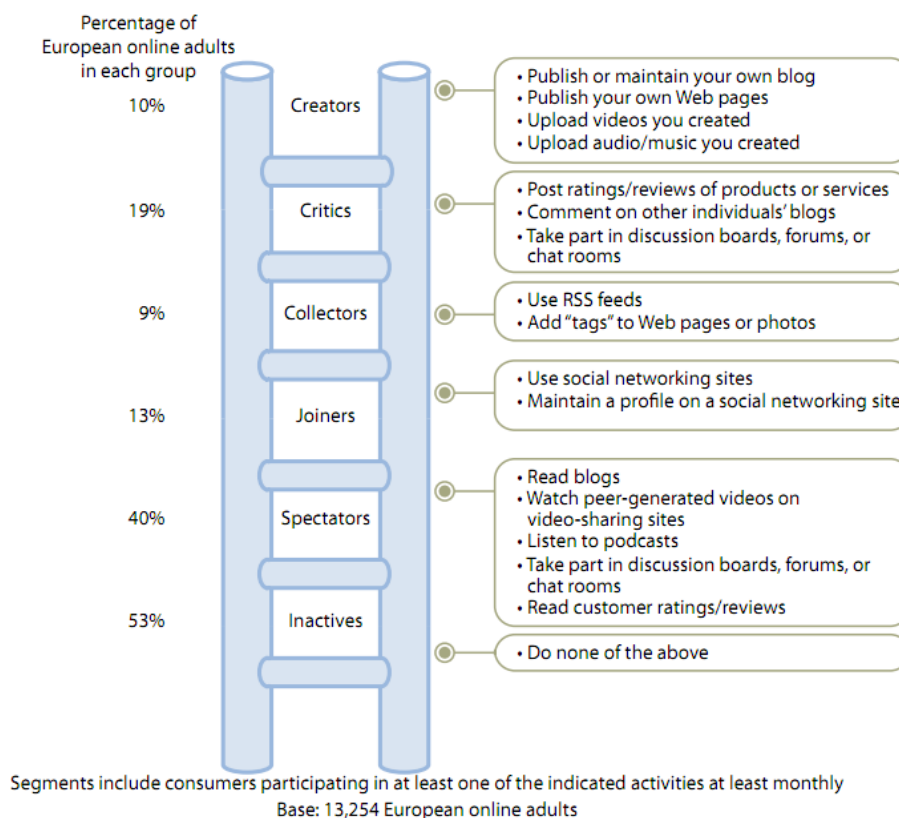 Percentage of
European online adults
in each group
10%
Creators
• Publish or maintain your own blog
• Publish your own Web pages
• Upload videos you created
• Upload audio/music you created
19%
Critics
• Post ratings/reviews of products or services
• Comment on other individuals' blogs
• Take part in discussion boards, forums, or
chat rooms
9%
Collectors
• Use RSS feeds
• Add "tags" to Web pages or photos
13%
Joiners
• Use social networking sites
• Maintain a profile on a social networking site
40%
Spectators
• Read blogs
• Watch peer-generated videos on
video-sharing sites
• Listen to podcasts
• Take part in discussion boards, forums, or
chat rooms
• Read customer ratings/reviews
53%
Inactives
• Do none of the above
Segments include consumers participating in at least one of the indicated activities at least monthly
Base: 13,254 European online adults